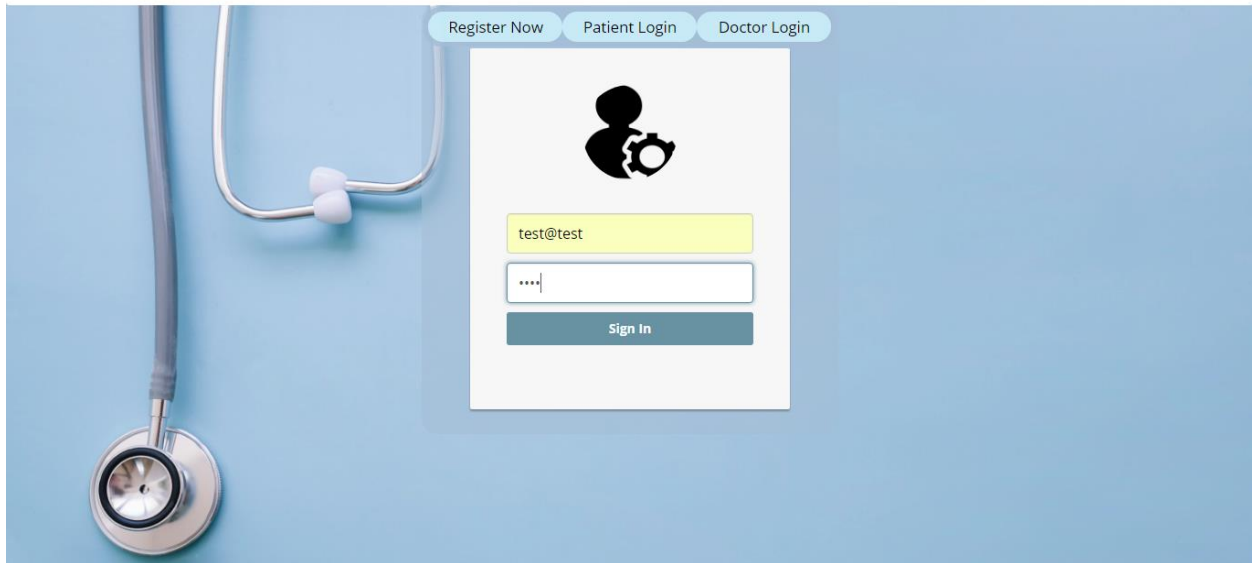 Register Now Patient Login Doctor Login
test@test
••••
Sign In